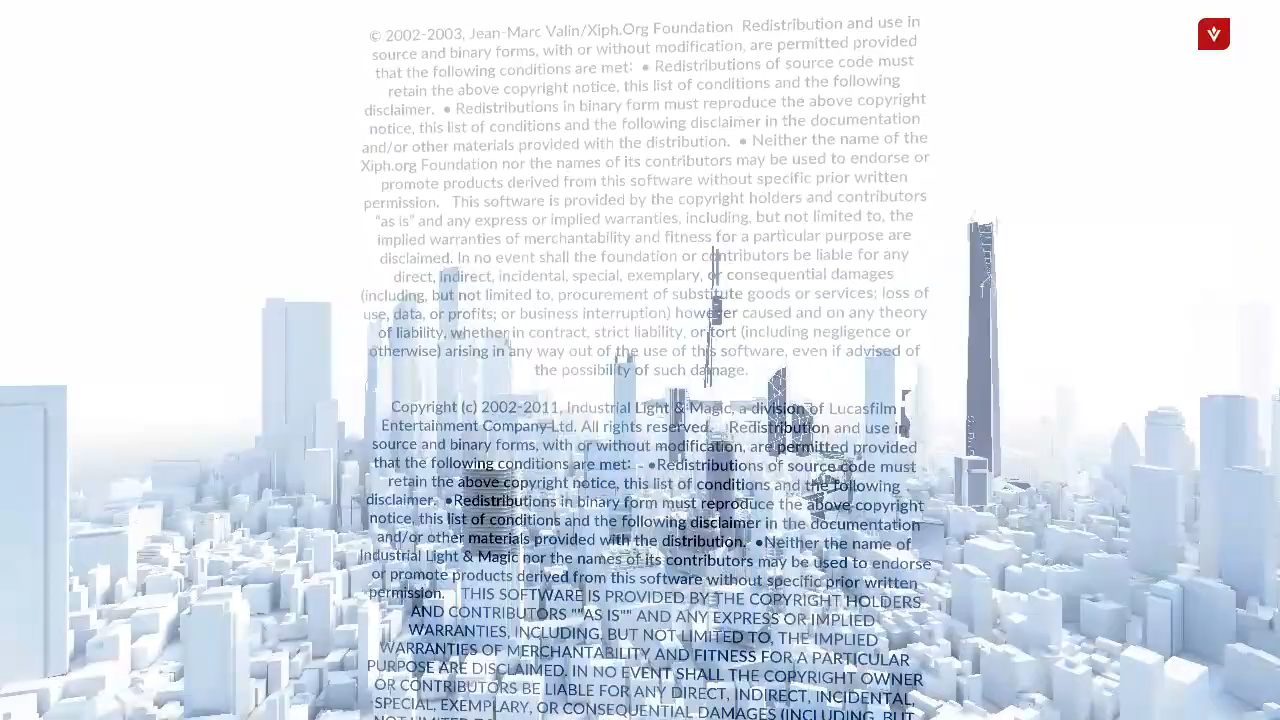 © 2002-2003, Jean-Marc Valin/Xiph.Org Foundation  Redistribution and use in
source and binary forms, with or without modification, are permitted provided
that the following conditions are met:  • Redistributions of source code must
retain the above copyright notice, this list of conditions and the following
disclaimer.  • Redistributions in binary form must reproduce the above copyright
notice, this list of conditions and the following disclaimer in the documentation
and/or other materials provided with the distribution.  • Neither the name of the
Xiph.org Foundation nor the names of its contributors may be used to endorse or
promote products derived from this software without specific prior written
permission.   This software is provided by the copyright holders and contributors
“as is” and any express or implied warranties, including, but not limited to, the
implied warranties of merchantability and fitness for a particular purpose are
disclaimed. In no event shall the foundation or contributors be liable for any
direct, indirect, incidental, special, exemplary, or consequential damages
(including, but not limited to, procurement of substitute goods or services; loss of
use, data, or profits; or business interruption) however caused and on any theory
of liability, whether in contract, strict liability, or tort (including negligence or
otherwise) arising in any way out of the use of this software, even if advised of
the possibility of such damage.
Copyright (c) 2002-2011, Industrial Light & Magic, a division of Lucasfilm
Entertainment Company Ltd. All rights reserved.   Redistribution and use in
source and binary forms, with or without modification, are permitted provided
that the following conditions are met:   •Redistributions of source code must
retain the above copyright notice, this list of conditions and the following
disclaimer.  •Redistributions in binary form must reproduce the above copyright
notice, this list of conditions and the following disclaimer in the documentation
and/or other materials provided with the distribution.  •Neither the name of
Industrial Light & Magic nor the names of its contributors may be used to endorse
or promote products derived from this software without specific prior written
permission.   THIS SOFTWARE IS PROVIDED BY THE COPYRIGHT HOLDERS
AND CONTRIBUTORS ""AS IS"" AND ANY EXPRESS OR IMPLIED
WARRANTIES, INCLUDING, BUT NOT LIMITED TO, THE IMPLIED
WARRANTIES OF MERCHANTABILITY AND FITNESS FOR A PARTICULAR
PURPOSE ARE DISCLAIMED. IN NO EVENT SHALL THE COPYRIGHT OWNER
OR CONTRIBUTORS BE LIABLE FOR ANY DIRECT, INDIRECT, INCIDENTAL,
SPECIAL, EXEMPLARY, OR CONSEQUENTIAL DAMAGES (INCLUDING, BUT